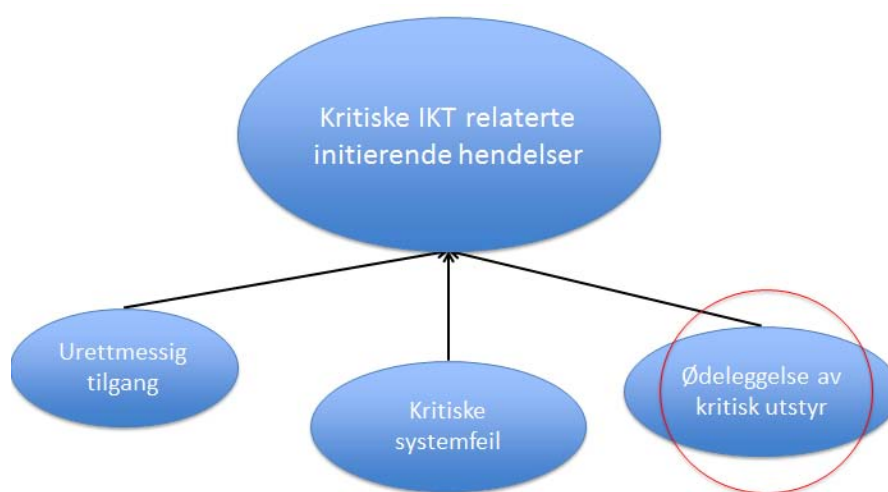 Kritiske IKT relaterte
initierende hendelser
Urettmessig
tilgang
Kritiske
systemfeil
Ødeleggelse av
kritisk utstyr